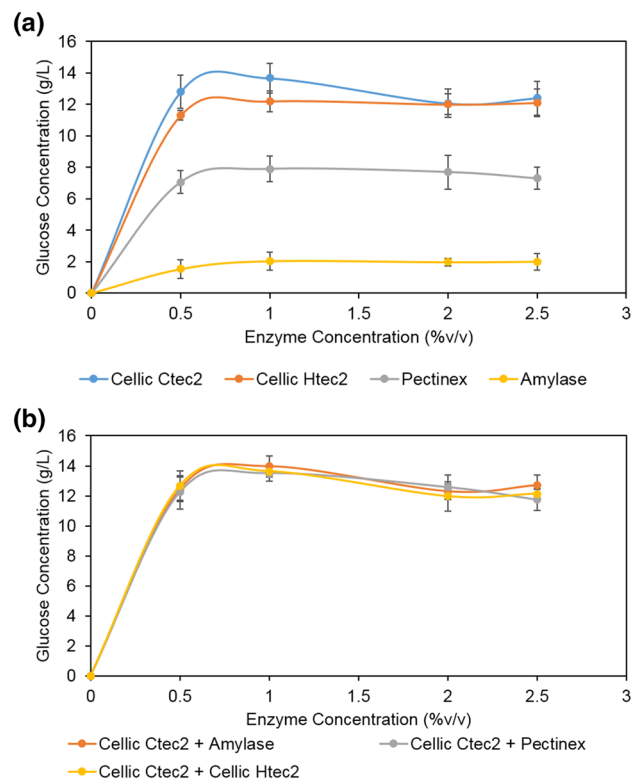 (a)
16
14
12
10
8
6
4
2
0
Glucose Concentration (g/L)
0 0.5 1 1.5 2 2.5 3
Enzyme Concentration (%v/v)
Cellic Ctec2 Cellic Htec2 Pectinex Amylase
(b)
16
14
12
10
8
6
4
2
0
Glucose Concentration (g/L)
0 0.5 1 1.5 2 2.5 3
Enzyme Concentration (%v/v)
Cellic Ctec2 + Amylase Cellic Ctec2 + Pectinex
Cellic Ctec2 + Cellic Htec2